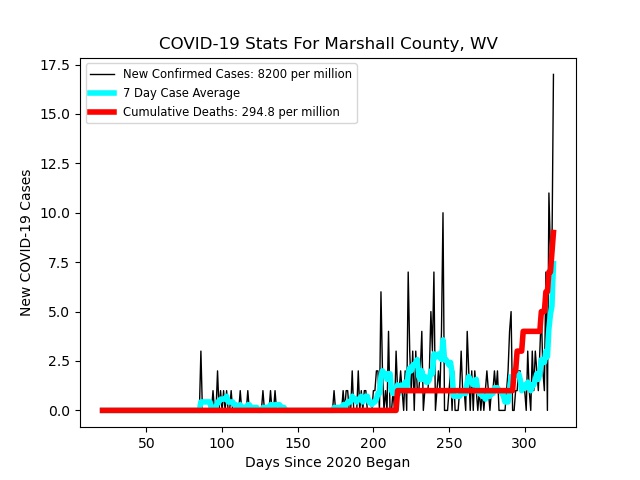 COVID-19 Stats For Marshall County, WV
New Confirmed Cases: 8200 per million
7 Day Case Average
Cumulative Deaths: 294.8 per million
New COVID-19 Cases
17.5
15.0
12.5
10.0
7.5
5.0
2.5
0.0
50 100 150 200 250 300
Days Since 2020 Began